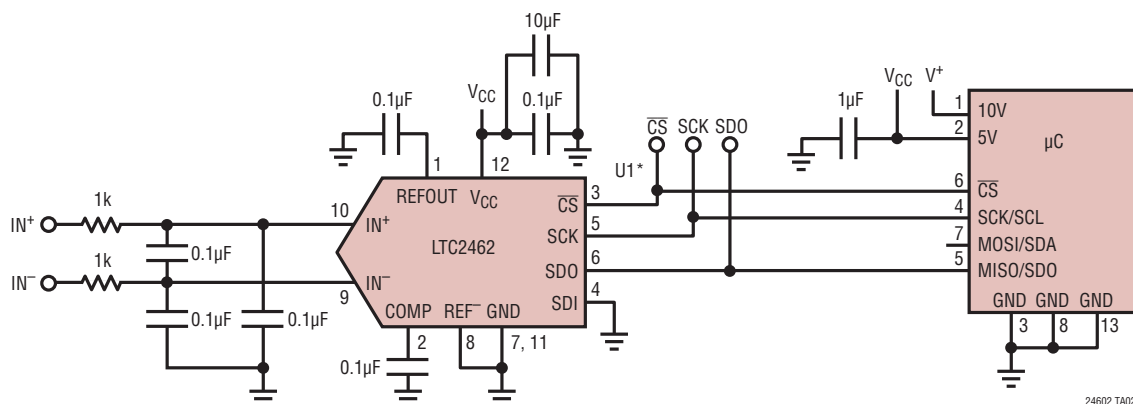 10µF
VCC
0.1µF
0.1µF
CS
SCK
SDO
U1*
1
12
REFOUT
VCC
1k
IN+
10
IN+
0.1µF
LTC2462
1k
IN−
9
IN−
0.1µF
0.1µF
COMP
REF−
GND
2
8
7, 11
0.1µF
CS
3
SCK
5
SDO
6
SDI
4
1µF
VCC
V+
1
10V
2
5V
µC
6
CS
4
SCK/SCL
7
MOSI/SDA
5
MISO/SDO
GND
GND
GND
3
8
13
24602 TA02